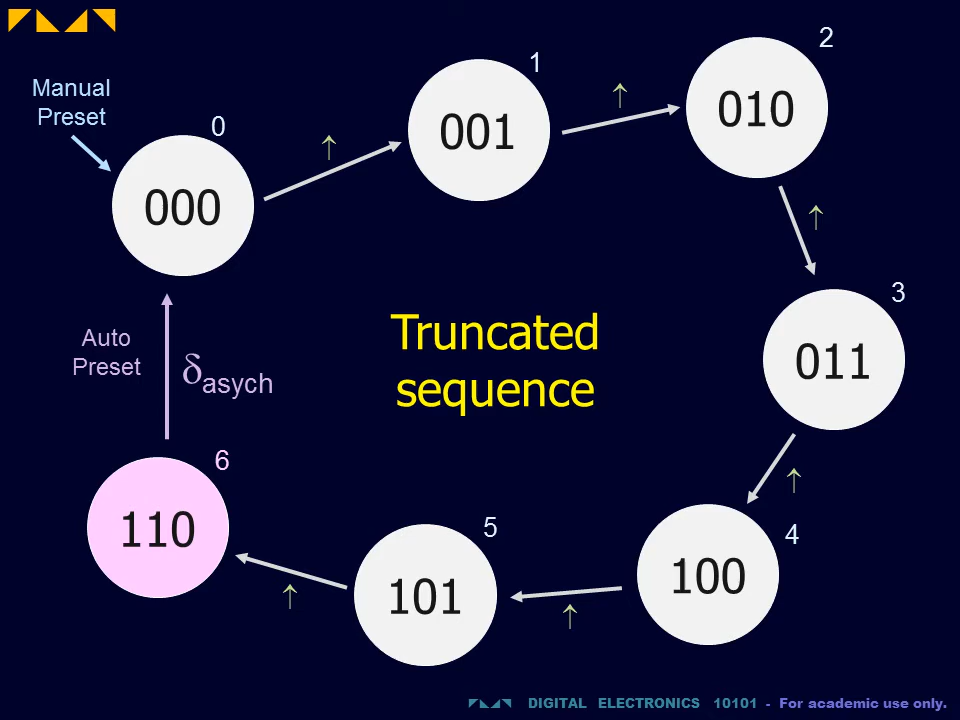 Manual
Preset
0
000
↑
1
001
↑
2
010
↑
3
011
↑
4
100
↑
5
101
↑
6
110
Auto
Preset
δasych
Truncated
sequence
DIGITAL ELECTRONICS 10101 - For academic use only.